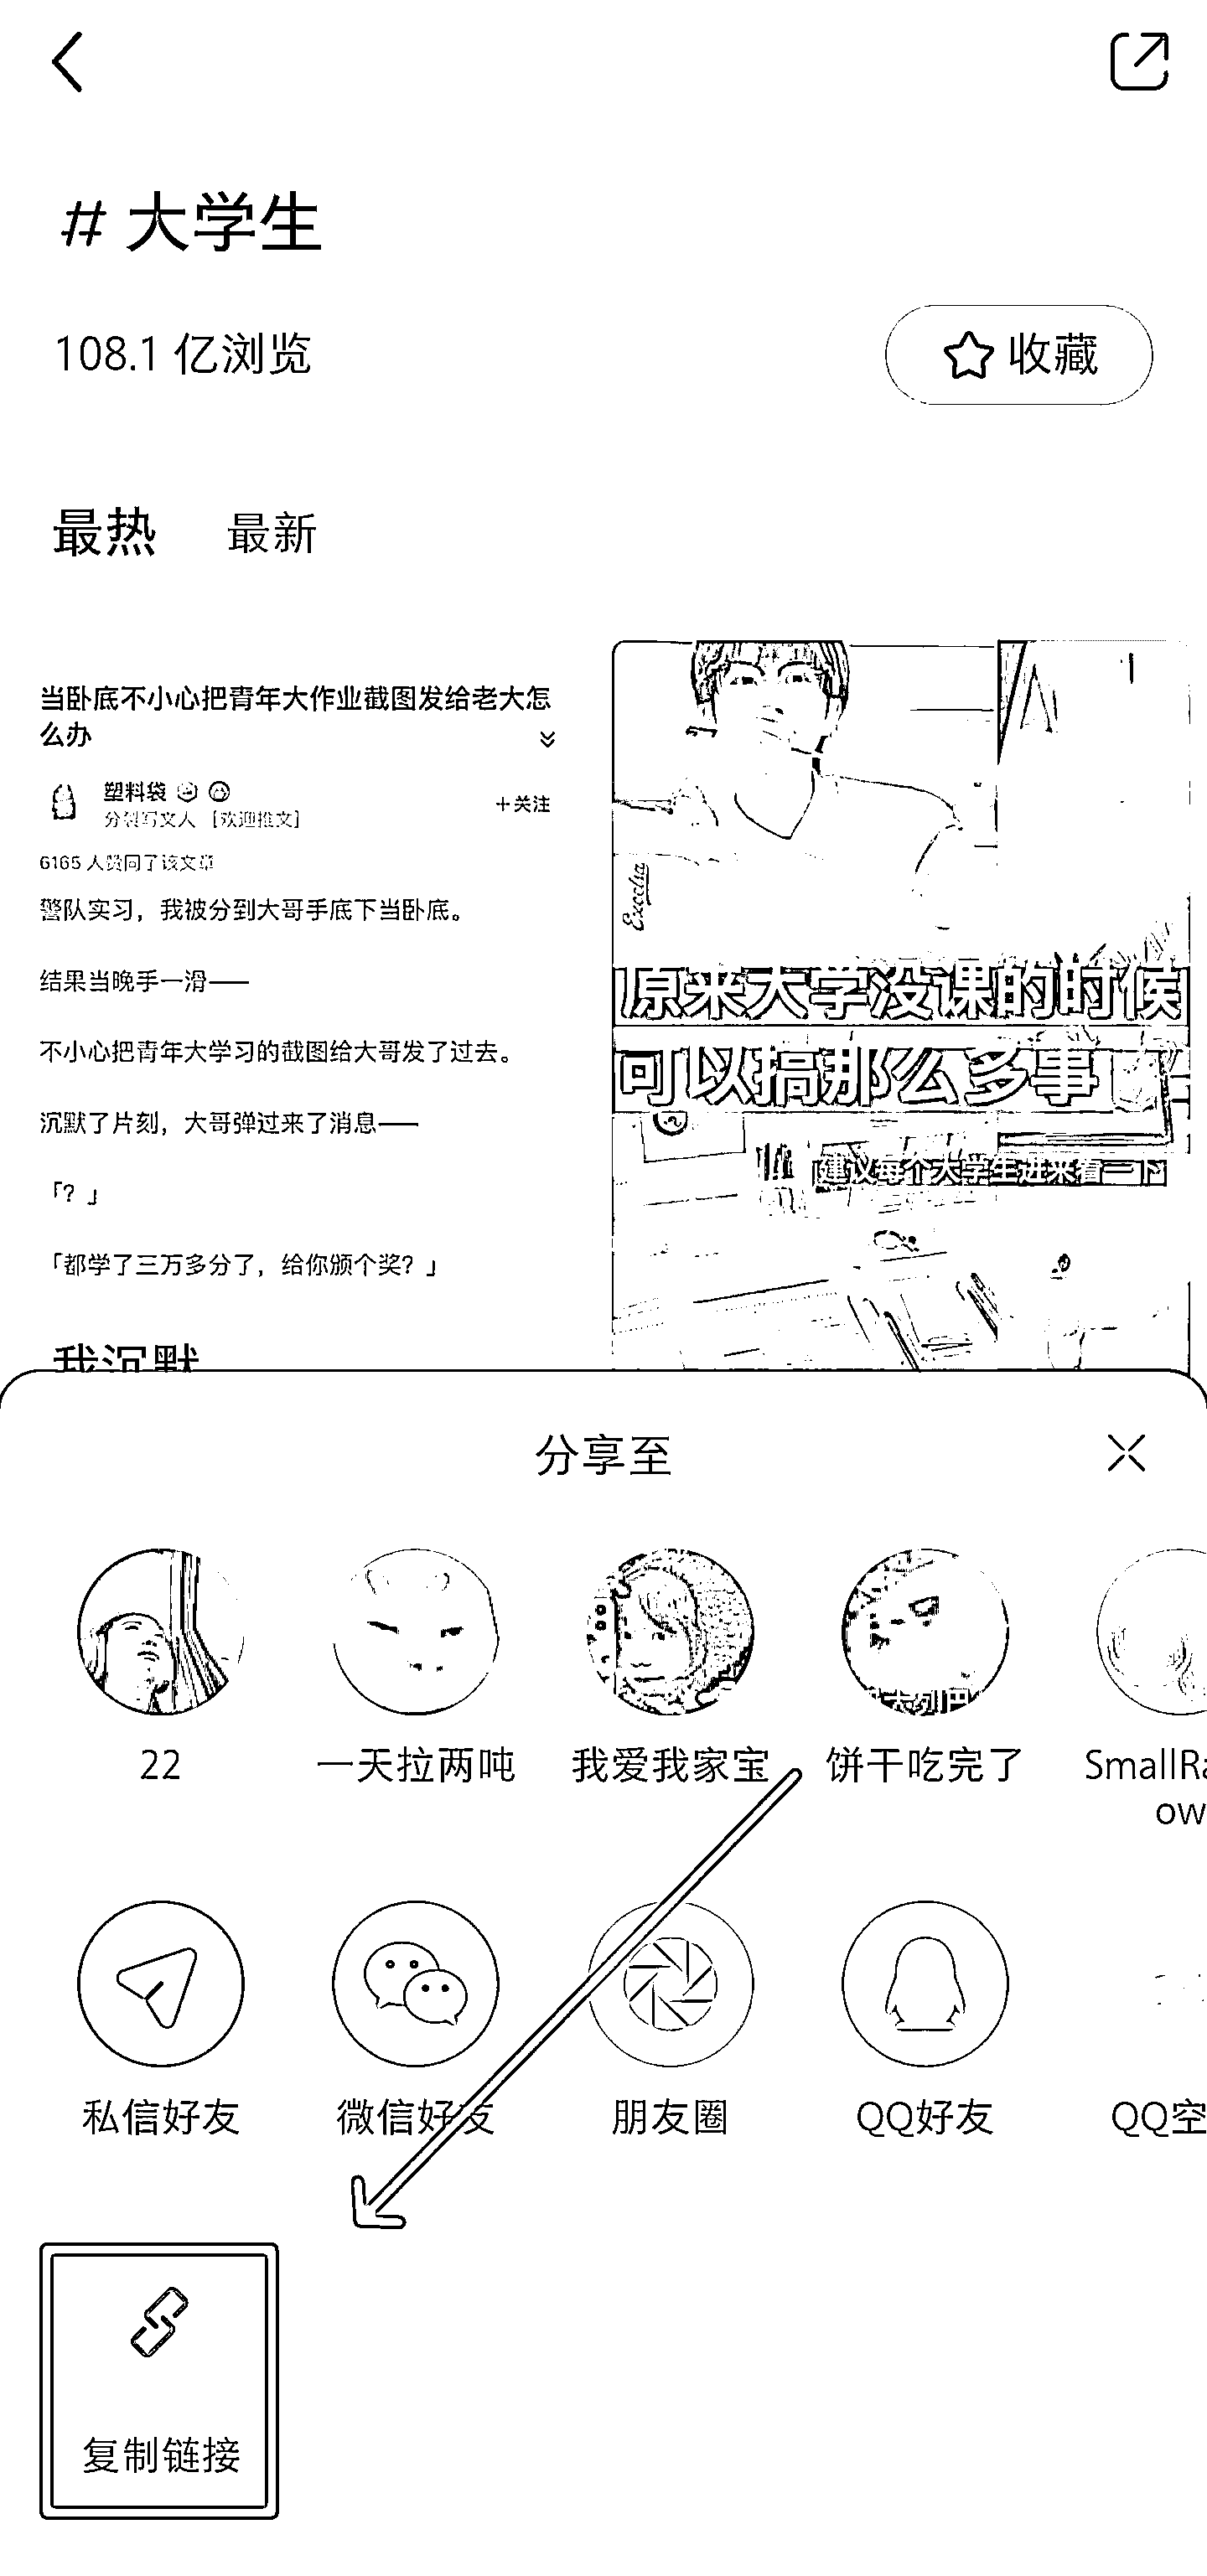 # 大学生
108.1 亿浏览
收藏
最热 最新
当卧底不小心把青年大作业截图发给老大怎
么办
塑料袋
+关注
分裂写文人 [欢迎推文]
6165 人赞同了该文章
警队实习，我被分到大哥手底下当卧底。
结果当晚手一滑——
不小心把青年大学习的截图给大哥发了过去。
沉默了片刻，大哥弹过来了消息——
「？」
「都学了三万多分了，给你颁个奖？」
我沉默
原来大学没课的时候
可以搞那么多事
建议每个大学生进来看一下
分享至
22
一天拉两吨
我爱我家宝
饼干吃完了
SmallRa
ow
私信好友
微信好友
朋友圈
QQ好友
QQ空
复制链接